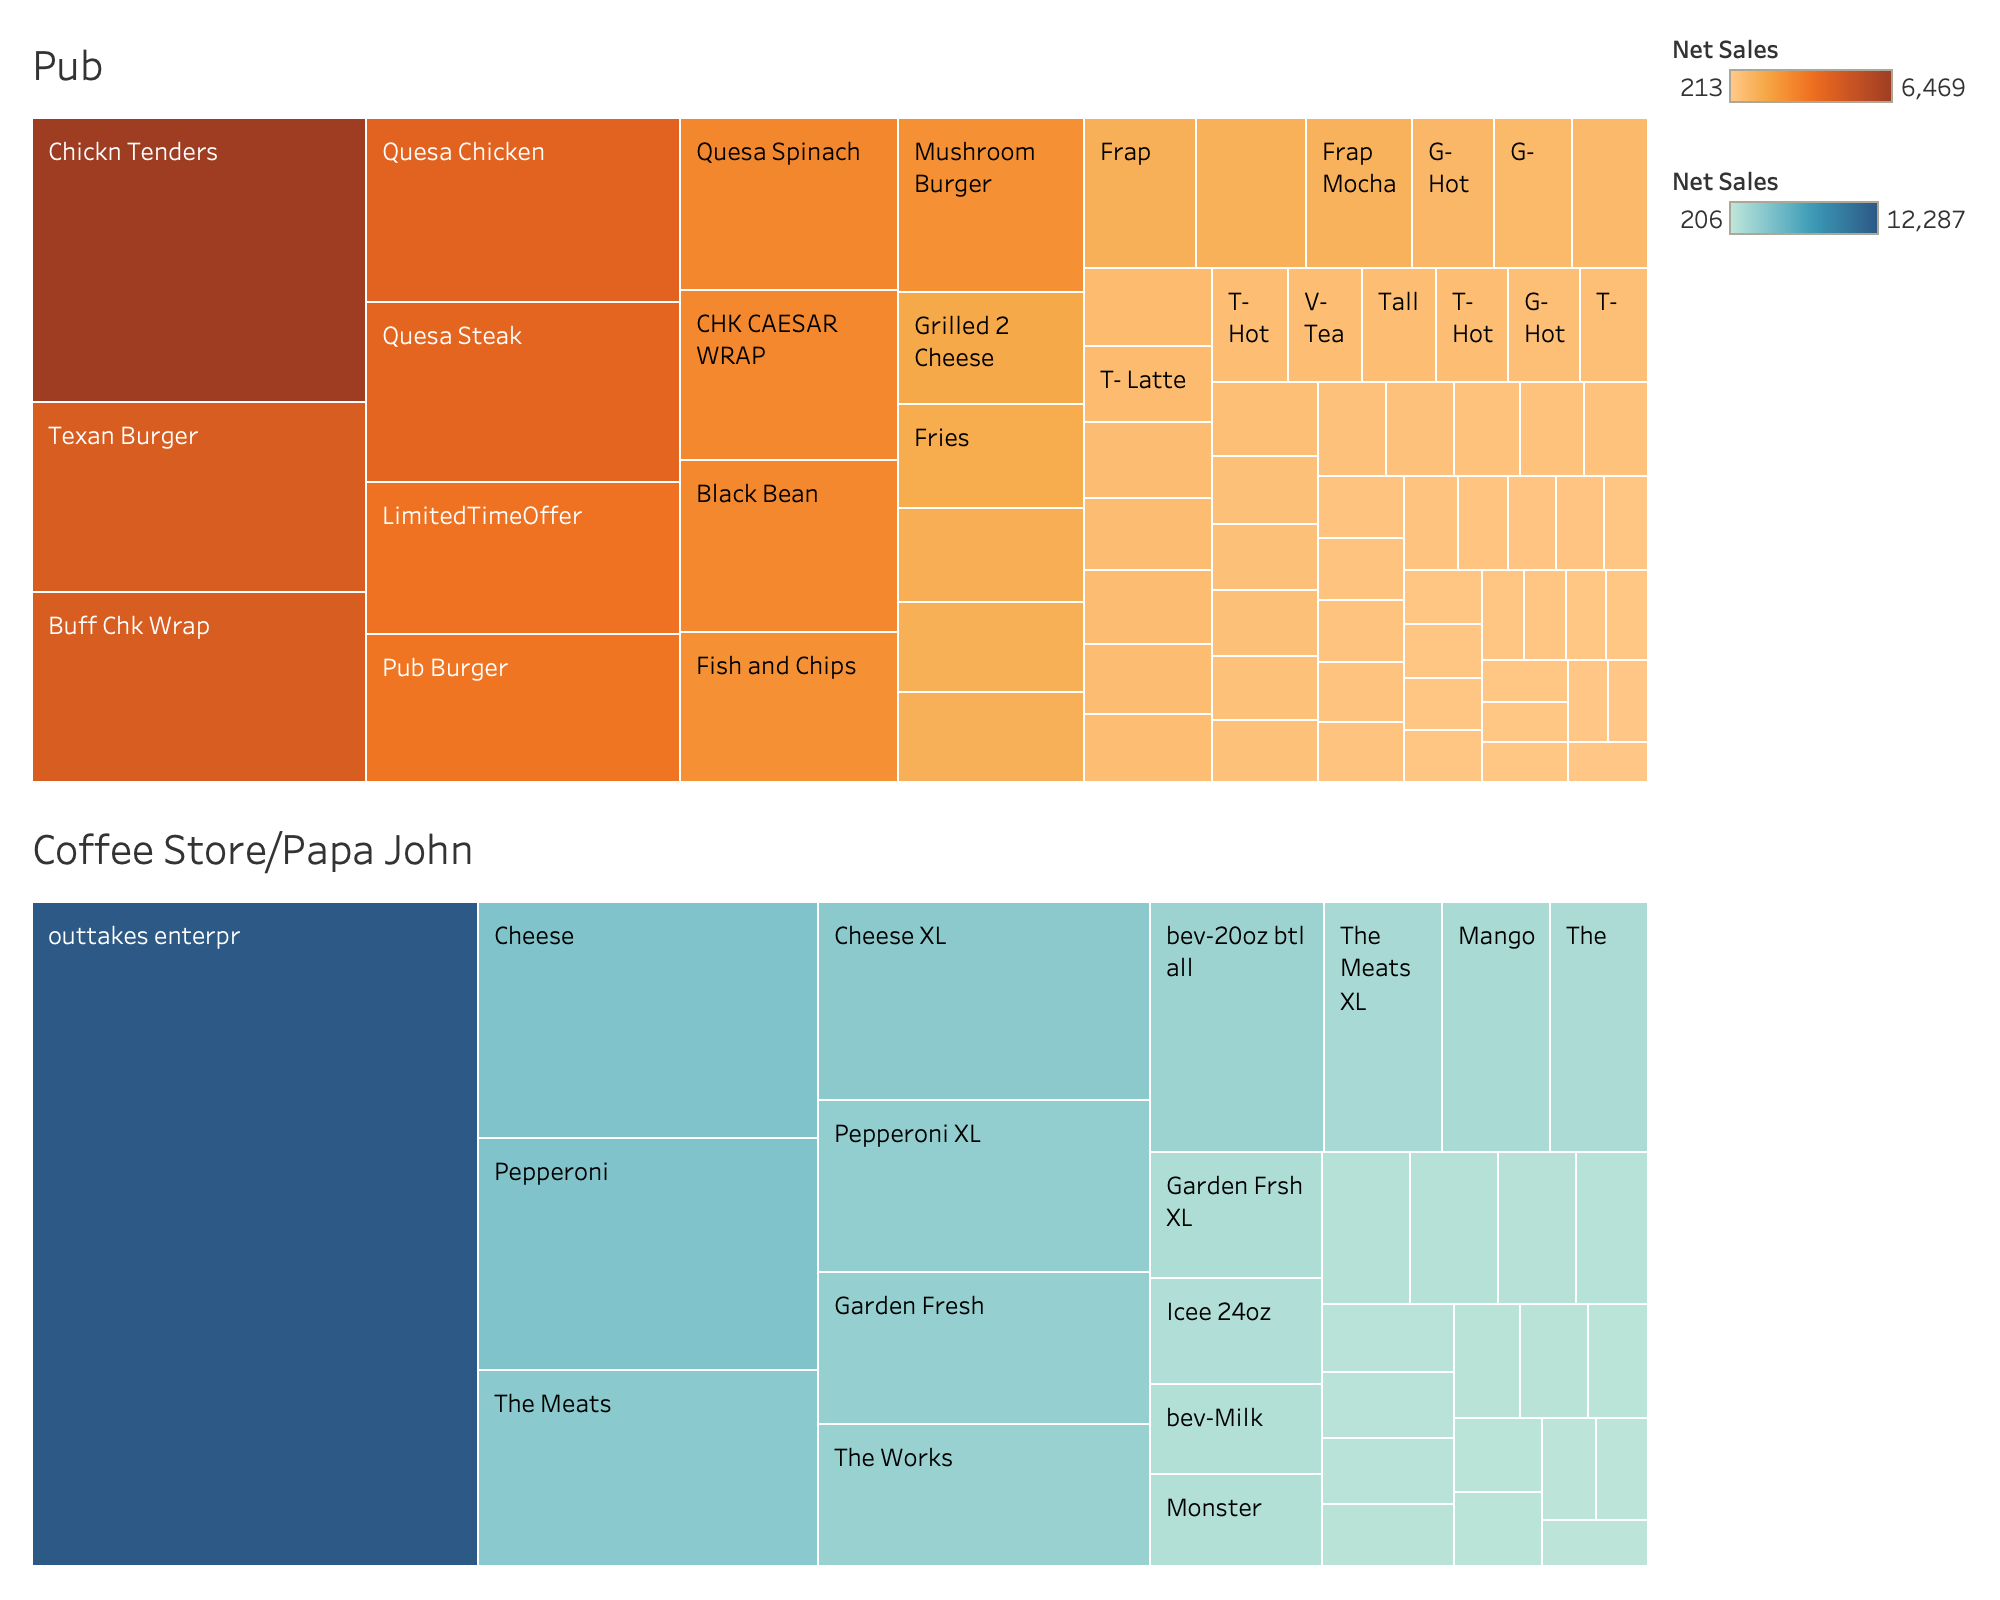 Pub
Net Sales
213 6,469
Net Sales
206 12,287
Chickn Tenders
Texan Burger
Buff Chk Wrap
Quesa Chicken
Quesa Steak
LimitedTimeOffer
Pub Burger
Quesa Spinach
CHK CAESAR
WRAP
Black Bean
Fish and Chips
Mushroom
Burger
Grilled 2
Cheese
Fries
Frap
Frap
Mocha
G-
Hot
G-
T- Latte
T-
Hot
V-
Tea
Tall
T-
Hot
G-
Hot
T-
Coffee Store/Papa John
outtakes enterpr
Cheese
Pepperoni
The Meats
Cheese XL
Pepperoni XL
Garden Fresh
The Works
bev-20oz btl
all
The
Meats
XL
Mango
The
Garden Frsh
XL
Icee 24oz
bev-Milk
Monster